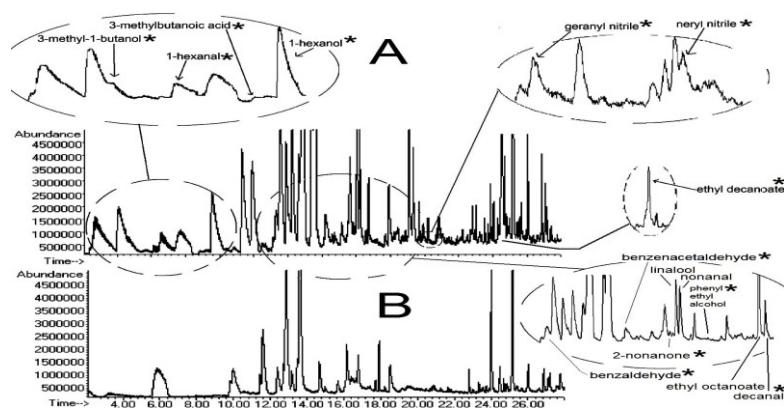 3-methylbutanoic acid*
3-methyl-1-butanol*
1-hexanal*
1-hexanol*
A
geranyl nitrile*
neryl nitrile*
Abundance
4500000
4000000
3500000
3000000
2500000
2000000
1500000
1000000
500000
Time-->
ethyl decanoate*
Abundance
4500000
4000000
3500000
3000000
2500000
2000000
1500000
1000000
500000
Time-->
B
4.00 6.00 8.00 10.00 12.00 14.00 16.00 18.00 20.00 22.00 24.00 26.00
benzenacetaldehyde*
linalool
nonanal
phenyl*
ethyl
alcohol
2-nonanone*
benzaldehyde*
ethyl octanoate
decanal*